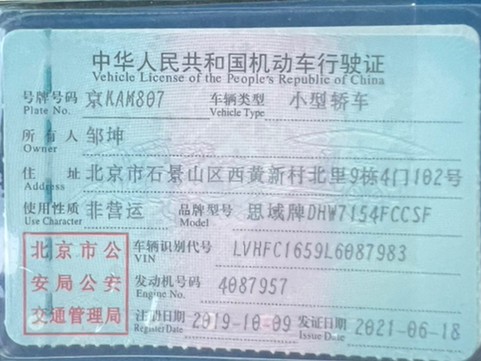 中华人民共和国机动车行驶证
Vehicle License of the People's Republic of China
号牌号码 京KAM807 车辆类型 小型轿车
Plate No. Vehicle Type
所有人 邹坤
Owner
住址 北京市石景山区西黄新村北里9栋4门102号
Address
使用性质 非营运 品牌型号 思域牌DHW7154FCCSF
Use Character Model
北京市公安局公安交通管理局
车辆识别代号 LVHFC1659L6087983
VIN
发动机号码 4087957
Engine No.
注册日期 2019-10-09 发证日期 2021-06-18
Register Date Issue Date